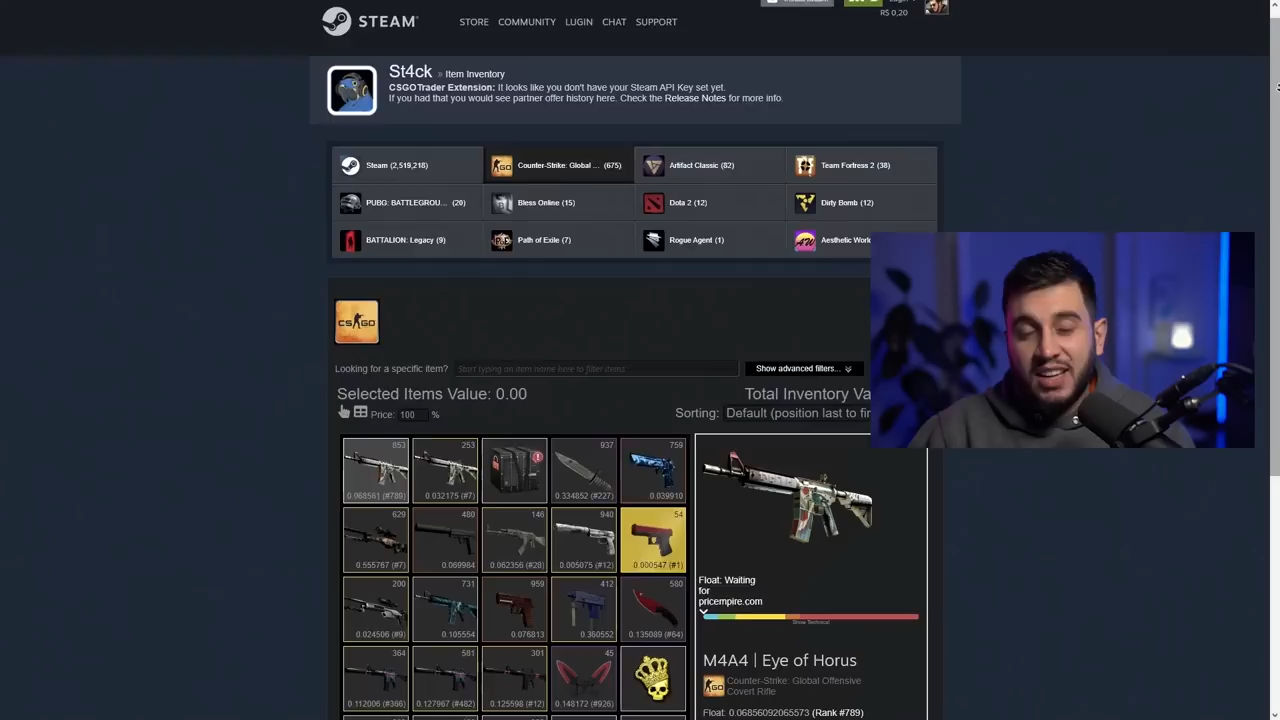 R$ 0,20
STEAM
STORE COMMUNITY LUGIN CHAT SUPPORT
St4ck » Item Inventory
CSGOTrader Extension: It looks like you don't have your Steam API Key set yet.
If you had that you would see partner offer history here. Check the Release Notes for more info.
Steam (2,519,218)
Counter-Strike: Global ... (675)
Artifact Classic (82)
Team Fortress 2 (38)
PUBG: BATTLEGROU... (20)
Bless Online (15)
Dota 2 (12)
Dirty Bomb (12)
BATTALION: Legacy (9)
Path of Exile (7)
Rogue Agent (1)
Aesthetic World
CS GO
Looking for a specific item? Start typing an item name here to filter items
Show advanced filters...
Selected Items Value: 0.00
Total Inventory Va
Price: 100 %
Sorting: Default (position last to fir
853 253 937 759
0.068561 (#789) 0.032175 (#7) 0.334852 (#227) 0.039910
629 480 146 940 54
0.555767 (#7) 0.069984 0.062356 (#28) 0.005075 (#12) 0.000547 (#1)
200 731 959 412 580
0.024506 (#9) 0.105554 0.076813 0.360552 0.135089 (#64)
364 581 301 45
0.112006 (#366) 0.127967 (#482) 0.125598 (#12) 0.148172 (#926)
Float: Waiting
for
pricempire.com
Show Technical
M4A4 | Eye of Horus
Counter-Strike: Global Offensive
Covert Rifle
Float: 0.06856092065573 (Rank #789)